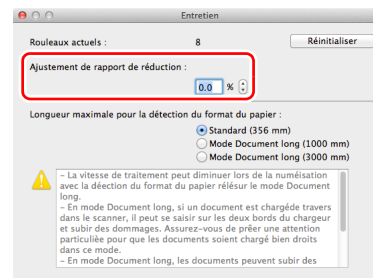 Entretien
Rouleaux actuels : 8 Réinitialiser
Ajustement de rapport de réduction :
0.0 %
Longueur maximale pour la détection du format du papier :
Standard (356 mm)
Mode Document long (1000 mm)
Mode Document long (3000 mm)
– La vitesse de traitement peut diminuer lors de la numéisation
avec la déection du format du papier rélésur le mode Document
long.
– En mode Document long, si un document est chargéde travers
dans le scanner, il peut se saisir sur les deux bords du chargeur
et subir des dommages. Assurez-vous de prêer une attention
particulièe pour que les documents soient chargé bien droits
dans ce mode.
– En mode Document long, les documents peuvent subir des